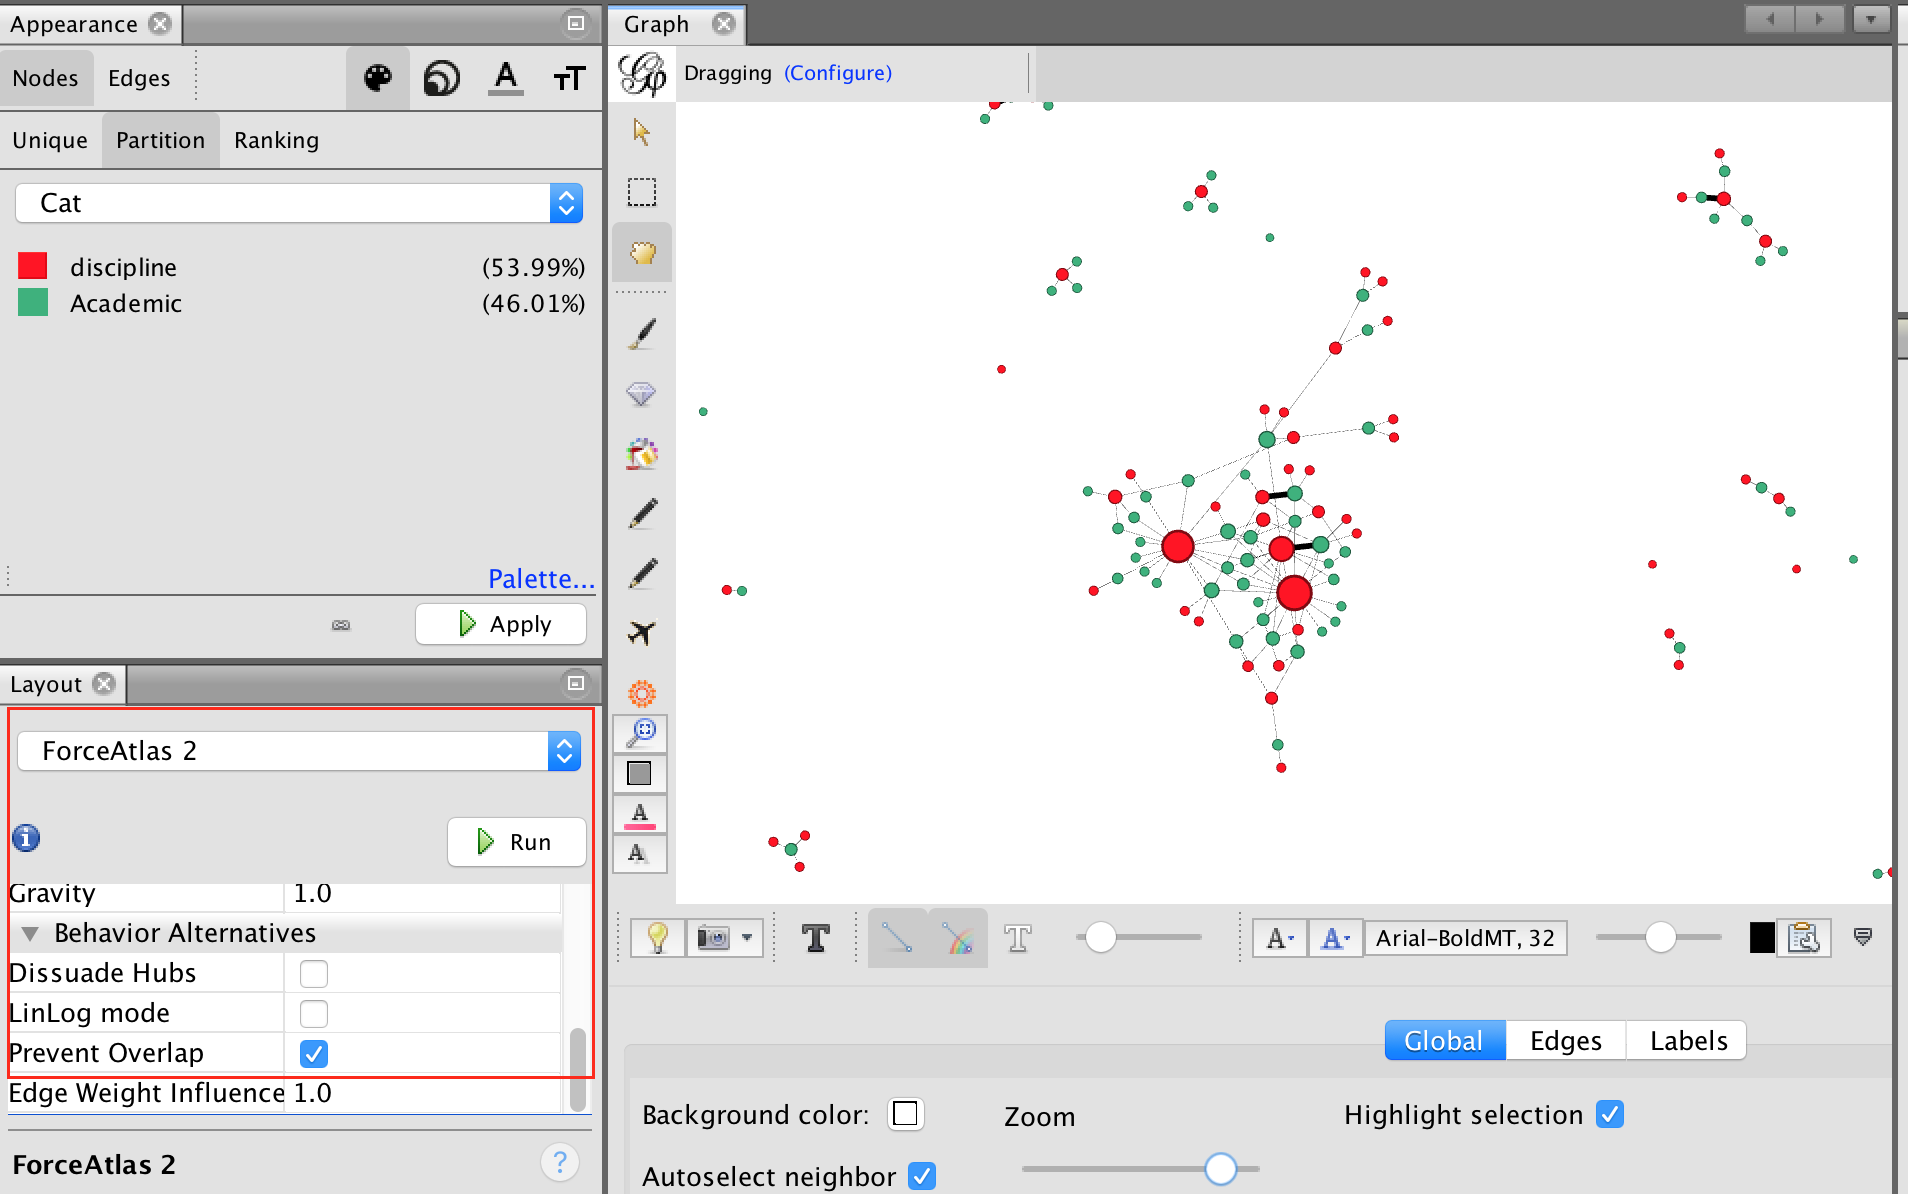 Appearance
Nodes Edges A TT
Unique Partition Ranking
Cat
discipline (53.99%)
Academic (46.01%)
Palette...
Apply
Layout
ForceAtlas 2
i Run
Gravity 1.0
Behavior Alternatives
Dissuade Hubs
LinLog mode
Prevent Overlap
Edge Weight Influence 1.0
ForceAtlas 2 ?
Graph
Dragging (Configure)
A
A
T T A A Arial-BoldMT, 32
Global Edges Labels
Background color: Zoom Highlight selection
Autoselect neighbor